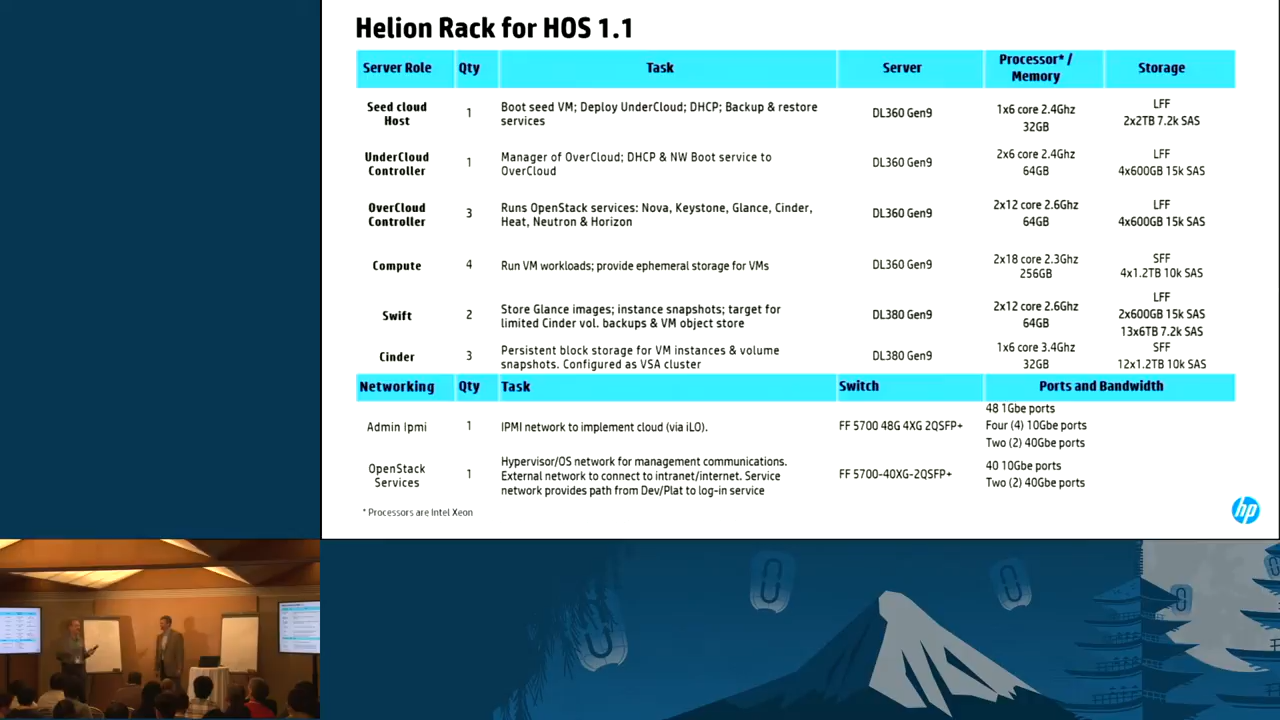 Helion Rack for HOS 1.1
Server Role Qty Task Server Processor* / Memory Storage
Seed cloud Host 1 Boot seed VM; Deploy UnderCloud; DHCP; Backup & restore services DL360 Gen9 1x6 core 2.4Ghz 32GB LFF 2x2TB 7.2k SAS
UnderCloud Controller 1 Manager of OverCloud; DHCP & NW Boot service to OverCloud DL360 Gen9 2x6 core 2.4Ghz 64GB LFF 4x600GB 15k SAS
OverCloud Controller 3 Runs OpenStack services: Nova, Keystone, Glance, Cinder, Heat, Neutron & Horizon DL360 Gen9 2x12 core 2.6Ghz 64GB LFF 4x600GB 15k SAS
Compute 4 Run VM workloads; provide ephemeral storage for VMs DL360 Gen9 2x18 core 2.3Ghz 256GB SFF 4x1.2TB 10k SAS
Swift 2 Store Glance images; instance snapshots; target for limited Cinder vol. backups & VM object store DL380 Gen9 2x12 core 2.6Ghz 64GB LFF 2x600GB 15k SAS 13x6TB 7.2k SAS
Cinder 3 Persistent block storage for VM instances & volume snapshots. Configured as VSA cluster DL380 Gen9 1x6 core 3.4Ghz 32GB SFF 12x1.2TB 10k SAS
Networking Qty Task Switch Ports and Bandwidth
Admin Ipmi 1 IPMI network to implement cloud (via iLO). FF 5700 48G 4XG 2QSFP+ 48 1Gbe ports Four (4) 10Gbe ports Two (2) 40Gbe ports
OpenStack Services 1 Hypervisor/OS network for management communications. External network to connect to intranet/internet. Service network provides path from Dev/Plat to log-in service FF 5700-40XG-2QSFP+ 40 10Gbe ports Two (2) 40Gbe ports
* Processors are Intel Xeon
hp